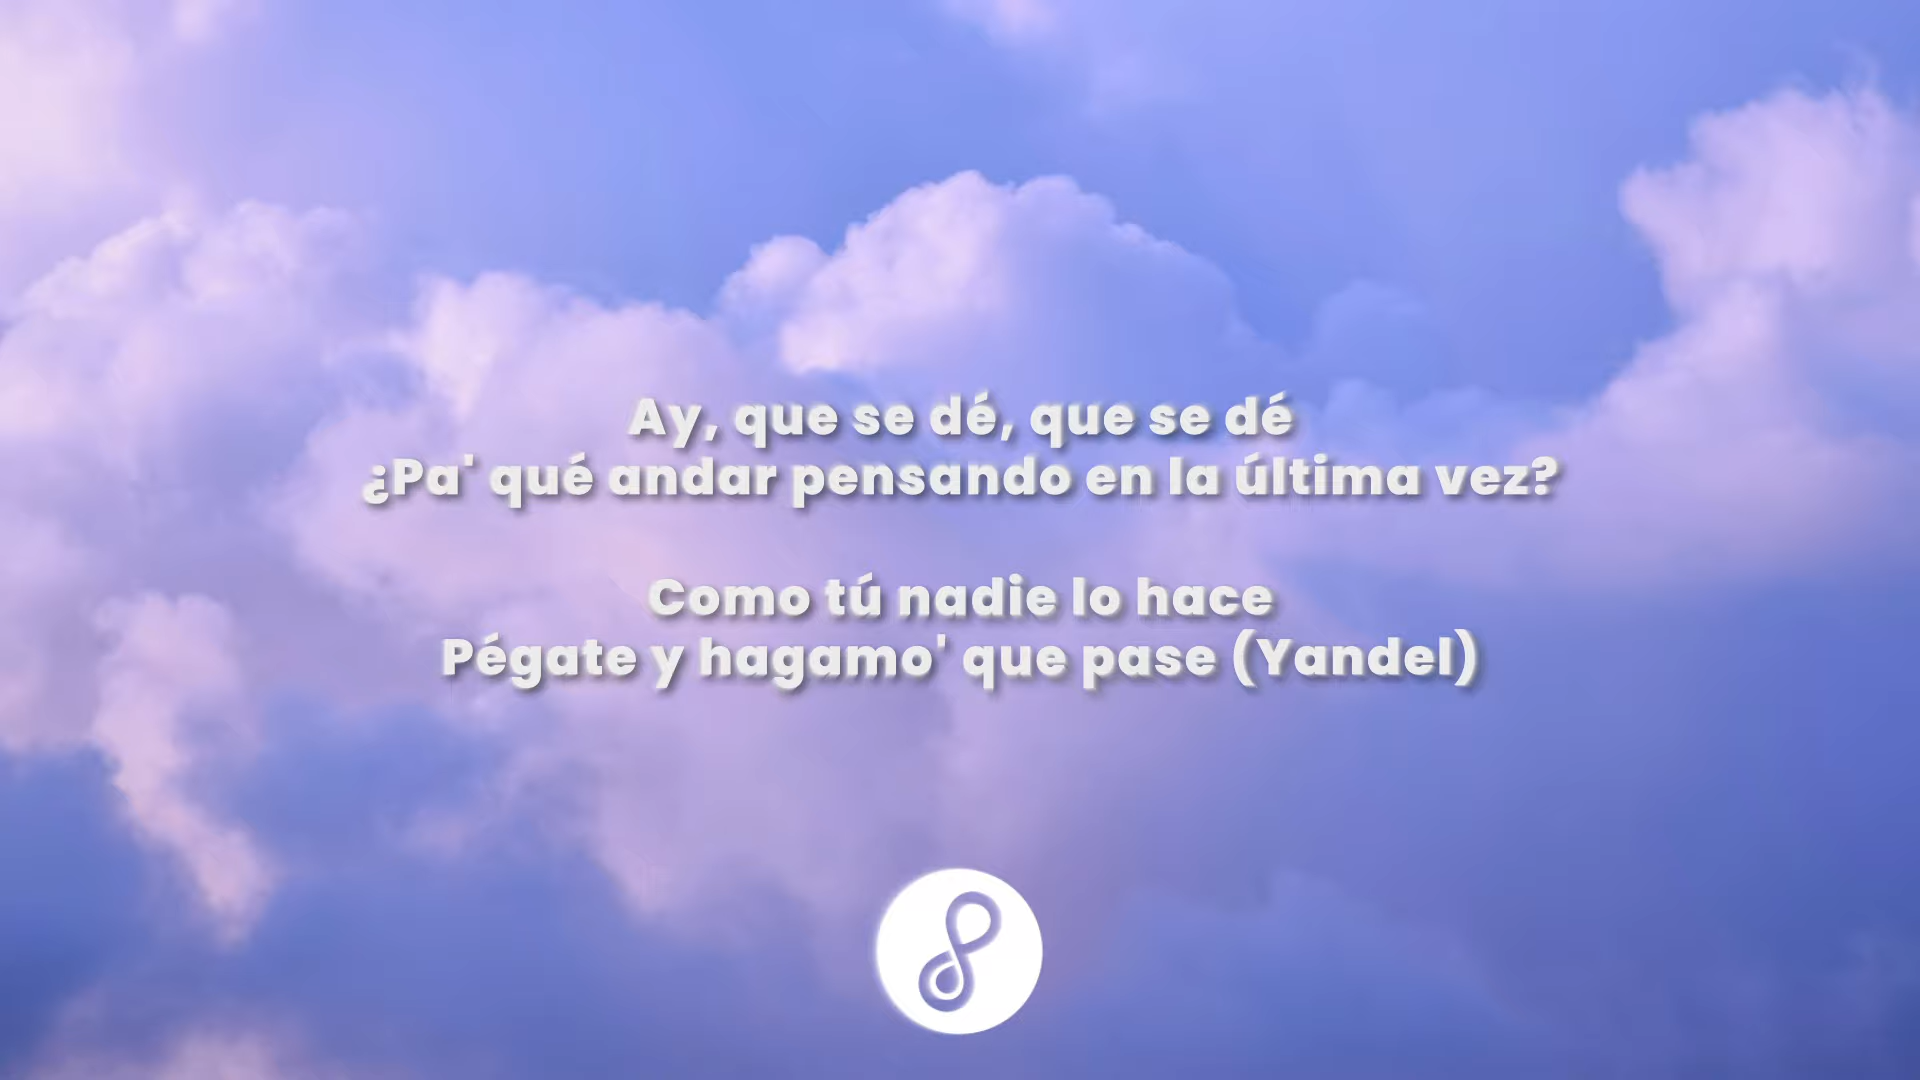 Ay, que se dé, que se dé
¿Pa' qué andar pensando en la última vez?
Como tú nadie lo hace
Pégate y hagamo' que pase (Yandel)